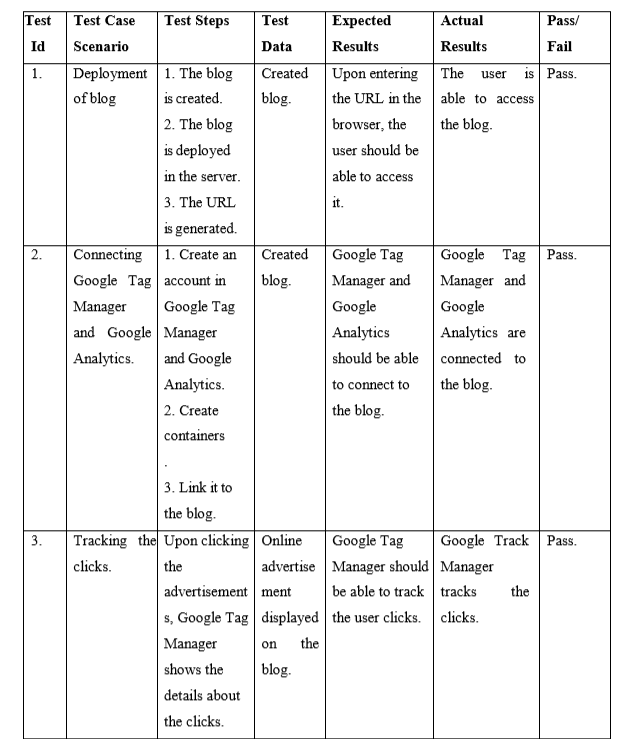 Test Id
Test Case Scenario
Test Steps
Test Data
Expected Results
Actual Results
Pass/ Fail
1.
Deployment
of blog
1. The blog
is created.
2. The blog
is deployed
in the server.
3. The URL
is generated.
Created
blog.
Upon entering
the URL in the
browser, the
user should be
able to access
it.
The user is
able to access
the blog.
Pass.
2.
Connecting
Google Tag
Manager
and Google
Analytics.
1. Create an
account in
Google Tag
Manager
and Google
Analytics.
2. Create
containers
.
3. Link it to
the blog.
Created
blog.
Google Tag
Manager and
Google
Analytics
should be able
to connect to
the blog.
Google Tag
Manager and
Google
Analytics are
connected to
the blog.
Pass.
3.
Tracking the
clicks.
Upon clicking
the
advertisement
s, Google Tag
Manager
shows the
details about
the clicks.
Online
advertise
ment
displayed
on the
blog.
Google Tag
Manager should
be able to track
the user clicks.
Google Track
Manager
tracks the
clicks.
Pass.